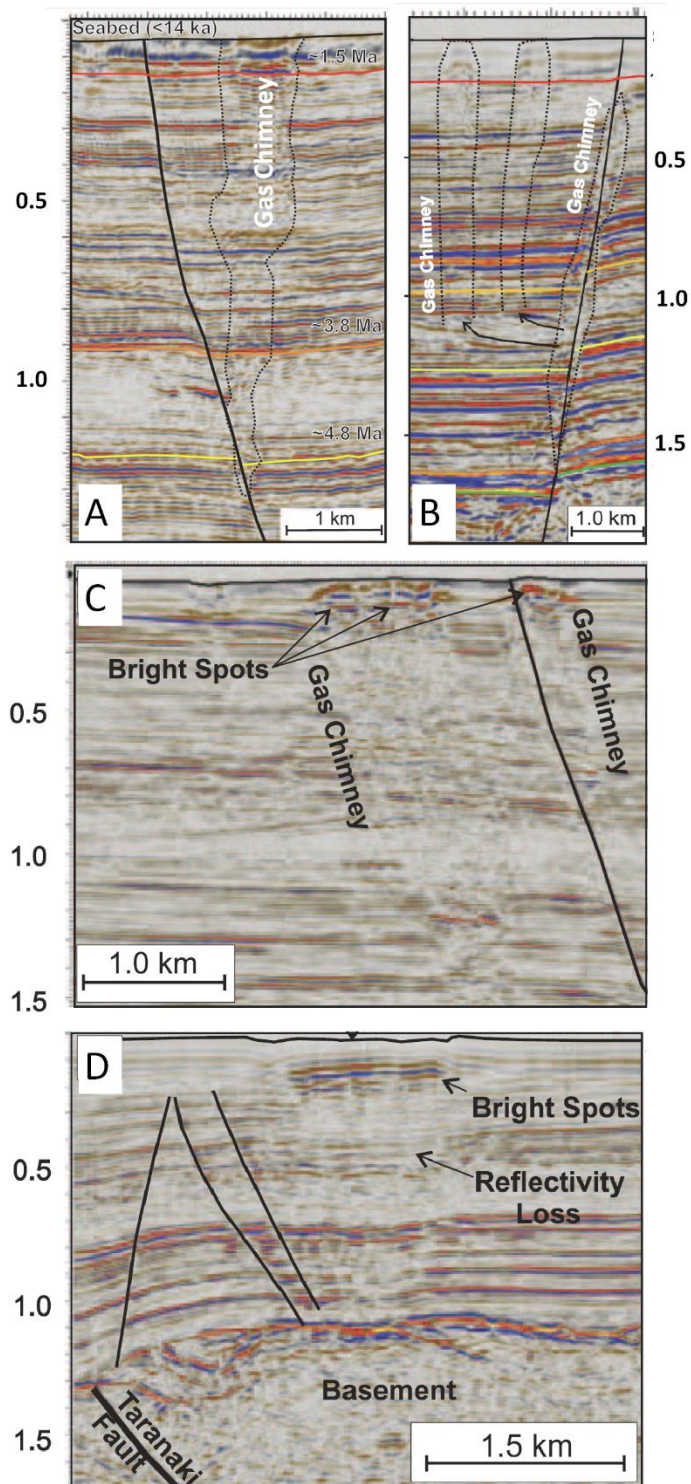 Seabed (<14 ka)
~1.5 Ma
Gas Chimney
0.5
~3.8 Ma
1.0
~4.8 Ma
A
1 km
Gas Chimney
Gas Chimney
0.5
1.0
1.5
B
1.0 km
C
Bright Spots
Gas Chimney
Gas Chimney
0.5
1.0
1.0 km
1.5
D
Bright Spots
0.5
Reflectivity
Loss
1.0
Basement
Taranaki
Fault
1.5
1.5 km